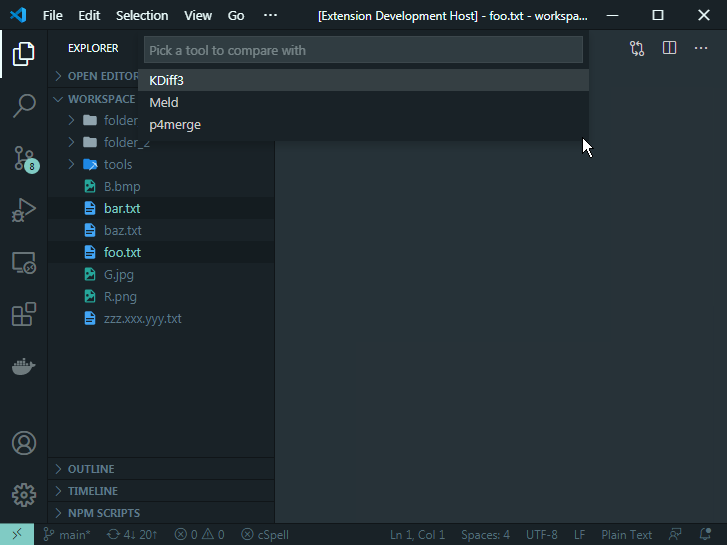 File Edit Selection View Go ··· [Extension Development Host] - foo.txt - workspa...
EXPLORER
Pick a tool to compare with
KDiff3
Meld
p4merge
OPEN EDITOR
WORKSPACE
folder
folder_2
tools
B.bmp
bar.txt
baz.txt
foo.txt
G.jpg
R.png
zzz.xxx.yyy.txt
8
OUTLINE
TIMELINE
NPM SCRIPTS
main* 4↓ 20↑ 0 0 cSpell Ln 1, Col 1 Spaces: 4 UTF-8 LF Plain Text